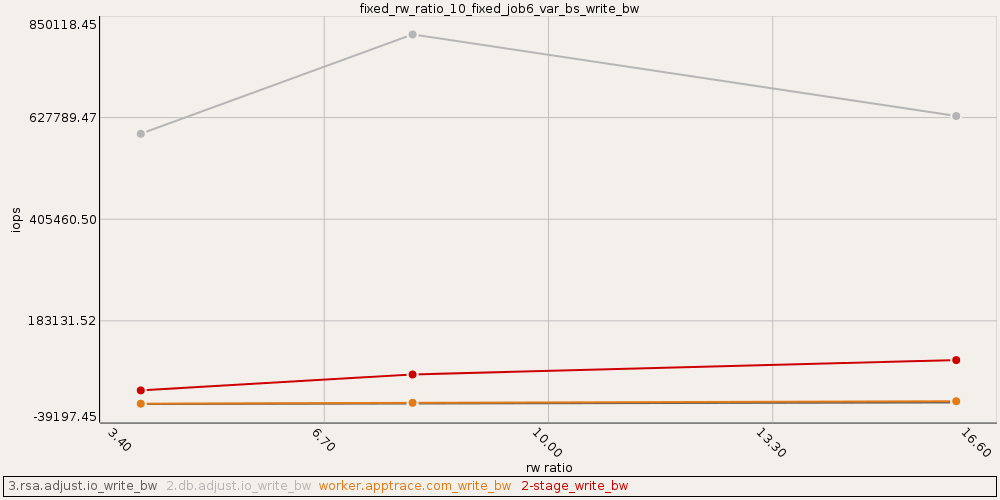 fixed_rw_ratio_10_fixed_job6_var_bs_write_bw
850118.45
627789.47
405460.50
183131.52
-39197.45
iops
3.40 6.70 10.00 13.30 16.60
rw ratio
3.rsa.adjust.io_write_bw 2.db.adjust.io_write_bw worker.apptrace.com_write_bw 2-stage_write_bw